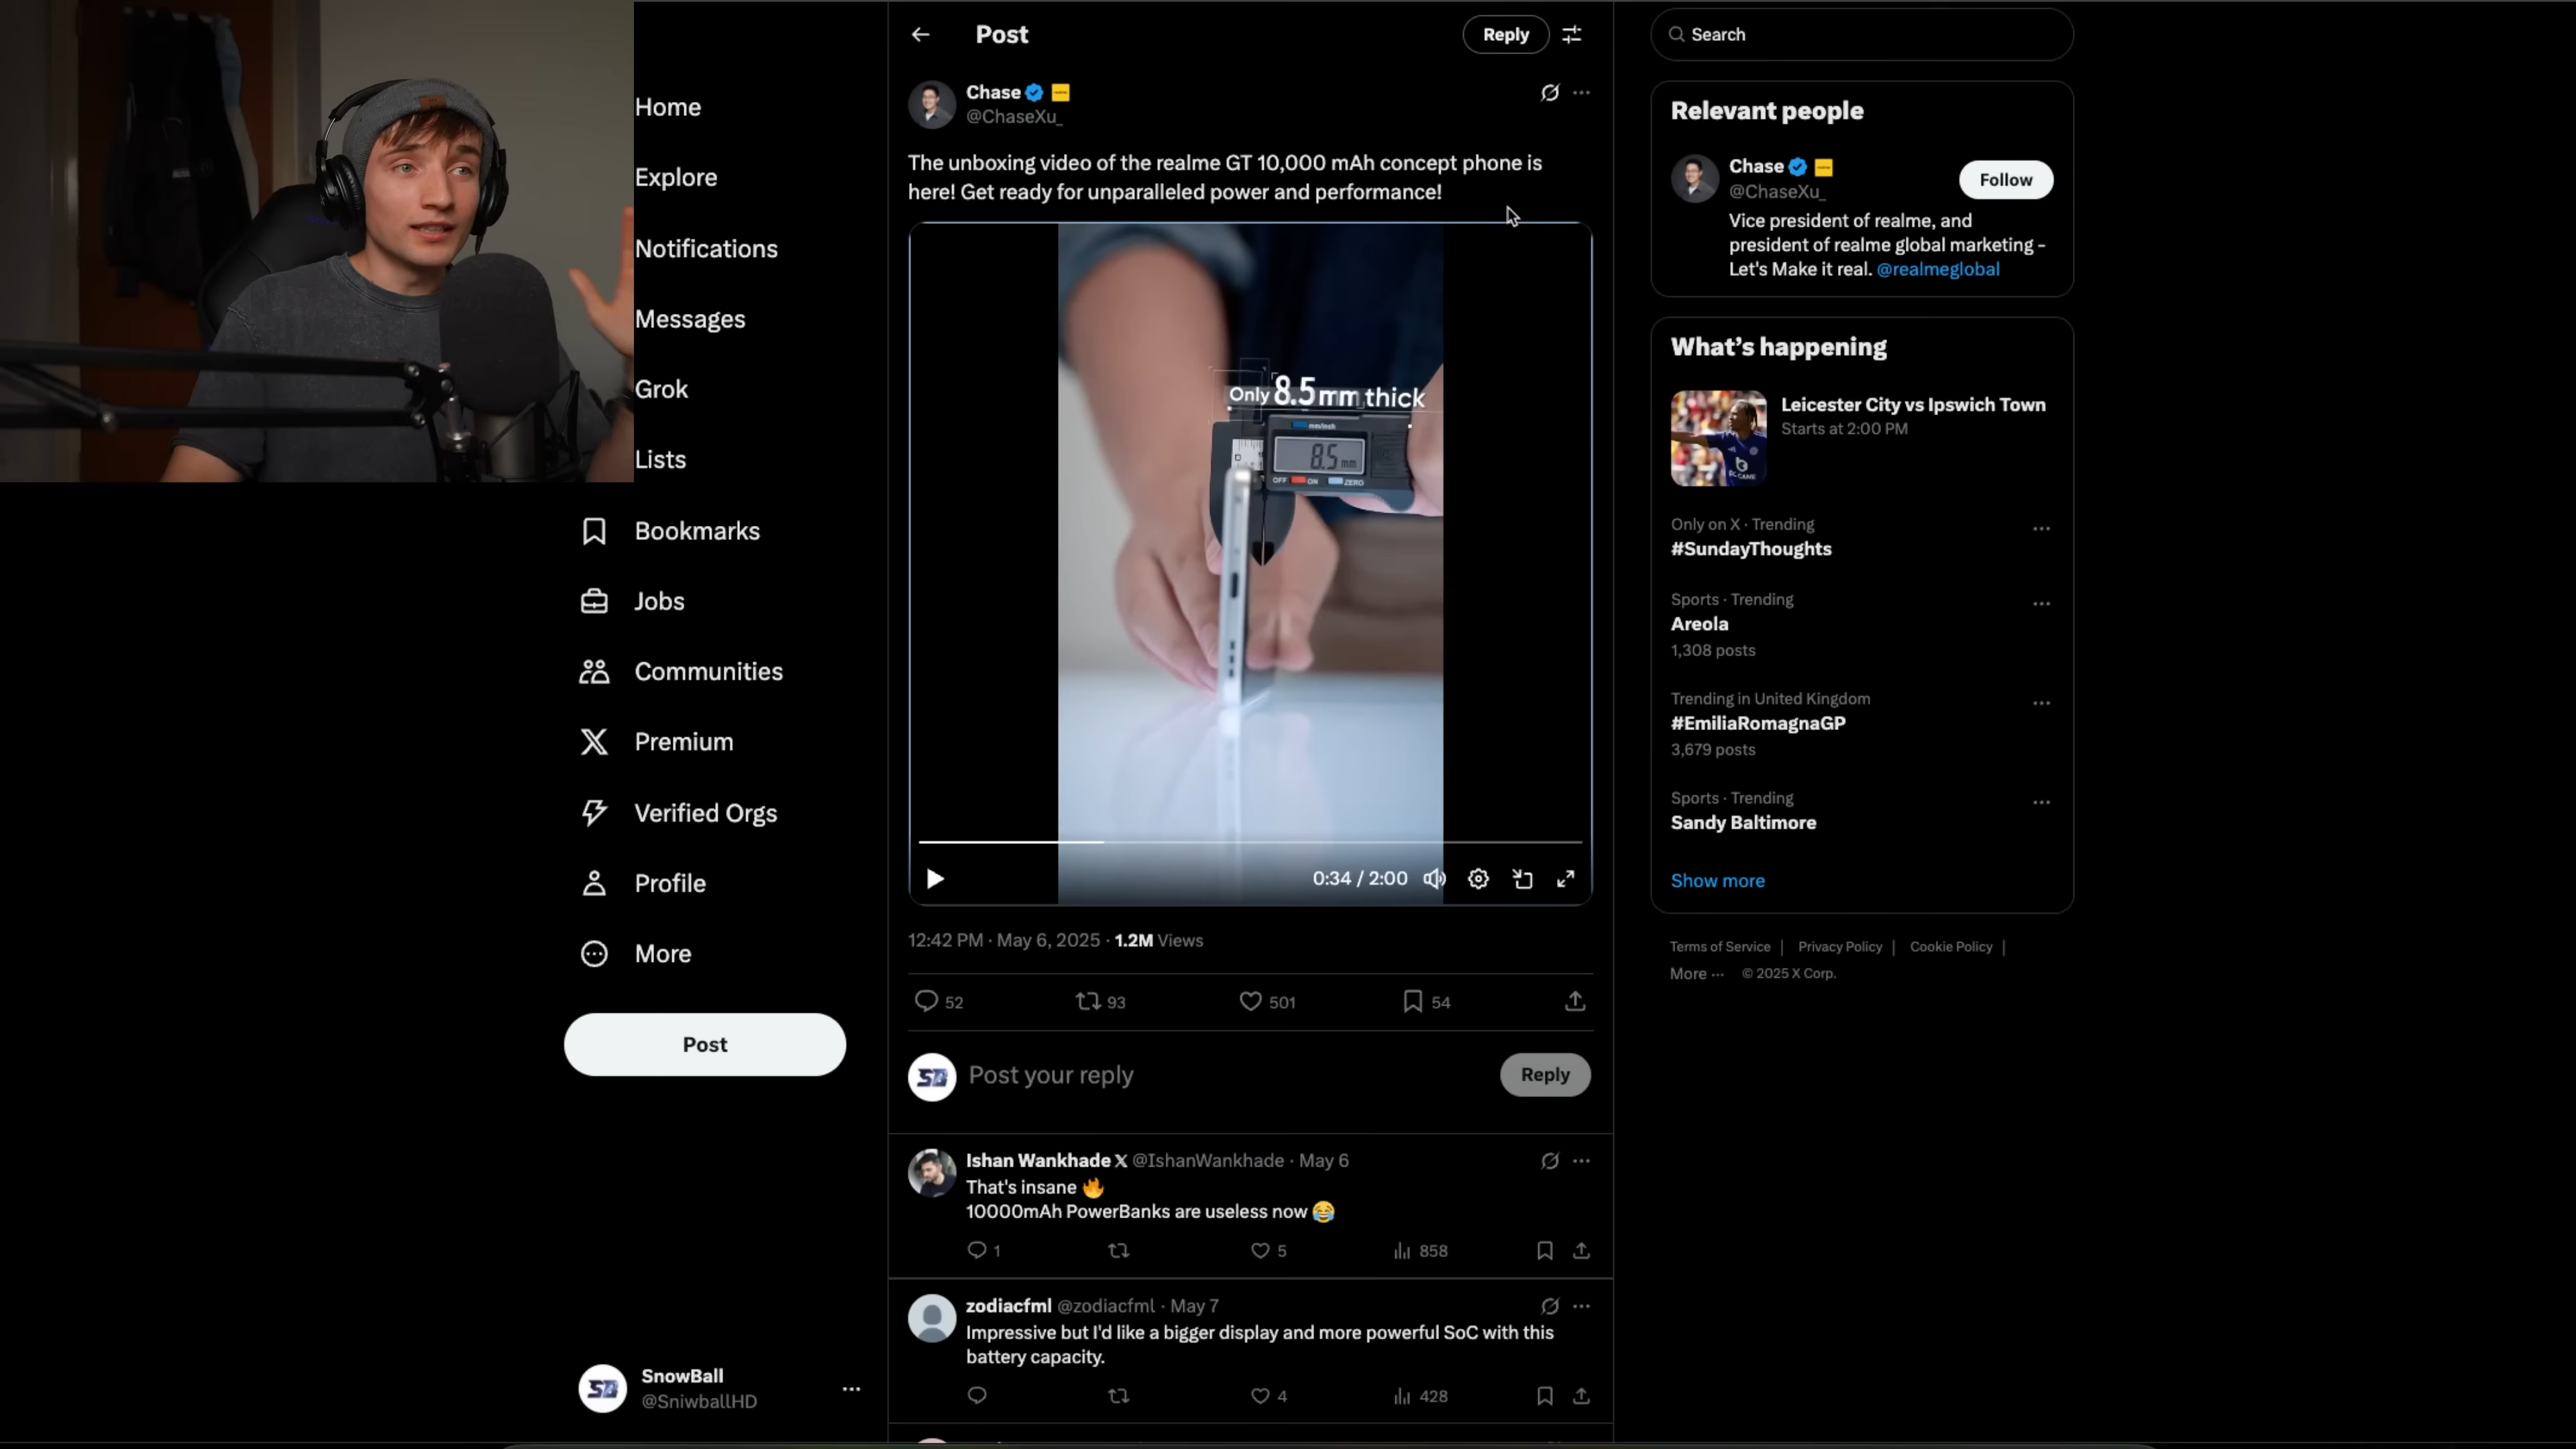 Home
Explore
Notifications
Messages
Grok
Lists
Bookmarks
Jobs
Communities
Premium
Verified Orgs
Profile
More
Post
SnowBall
@SniwballHD
Post
Reply
Chase
@ChaseXu_
The unboxing video of the realme GT 10,000 mAh concept phone is
here! Get ready for unparalleled power and performance!
Only 8.5mm thick
mm/inch
8.5 mm
OFF ON ZERO
0:34 / 2:00
12:42 PM · May 6, 2025 · 1.2M Views
52 93 501 54
SB
Post your reply
Reply
Ishan Wankhade X @IshanWankhade · May 6
That's insane 🔥
10000mAh PowerBanks are useless now 😂
1 5 858
zodiacfml @zodiacfml · May 7
Impressive but I'd like a bigger display and more powerful SoC with this
battery capacity.
4 428
Search
Relevant people
Chase
@ChaseXu_
Follow
Vice president of realme, and
president of realme global marketing -
Let's Make it real. @realmeglobal
What's happening
Leicester City vs Ipswich Town
Starts at 2:00 PM
Only on X · Trending
#SundayThoughts
Sports · Trending
Areola
1,308 posts
Trending in United Kingdom
#EmiliaRomagnaGP
3,679 posts
Sports · Trending
Sandy Baltimore
Show more
Terms of Service | Privacy Policy | Cookie Policy |
More ··· © 2025 X Corp.